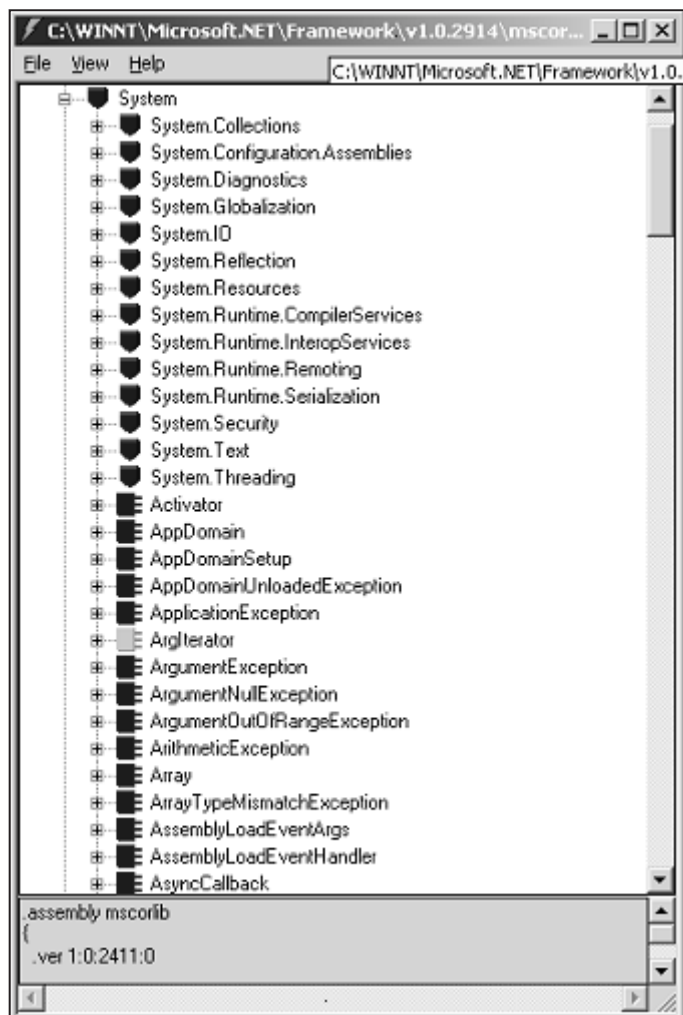 C:\WINNT\Microsoft.NET\Framework\v1.0.2914\mscor...
File View Help
C:\WINNT\Microsoft.NET\Framework\v1.0.
System
System.Collections
System.Configuration.Assemblies
System.Diagnostics
System.Globalization
System.IO
System.Reflection
System.Resources
System.Runtime.CompilerServices
System.Runtime.InteropServices
System.Runtime.Remoting
System.Runtime.Serialization
System.Security
System.Text
System.Threading
Activator
AppDomain
AppDomainSetup
AppDomainUnloadedException
ApplicationException
ArgIterator
ArgumentException
ArgumentNullException
ArgumentOutOfRangeException
ArithmeticException
Array
ArrayTypeMismatchException
AssemblyLoadEventArgs
AssemblyLoadEventHandler
AsyncCallback
.assembly mscorlib
{
.ver 1:0:2411:0